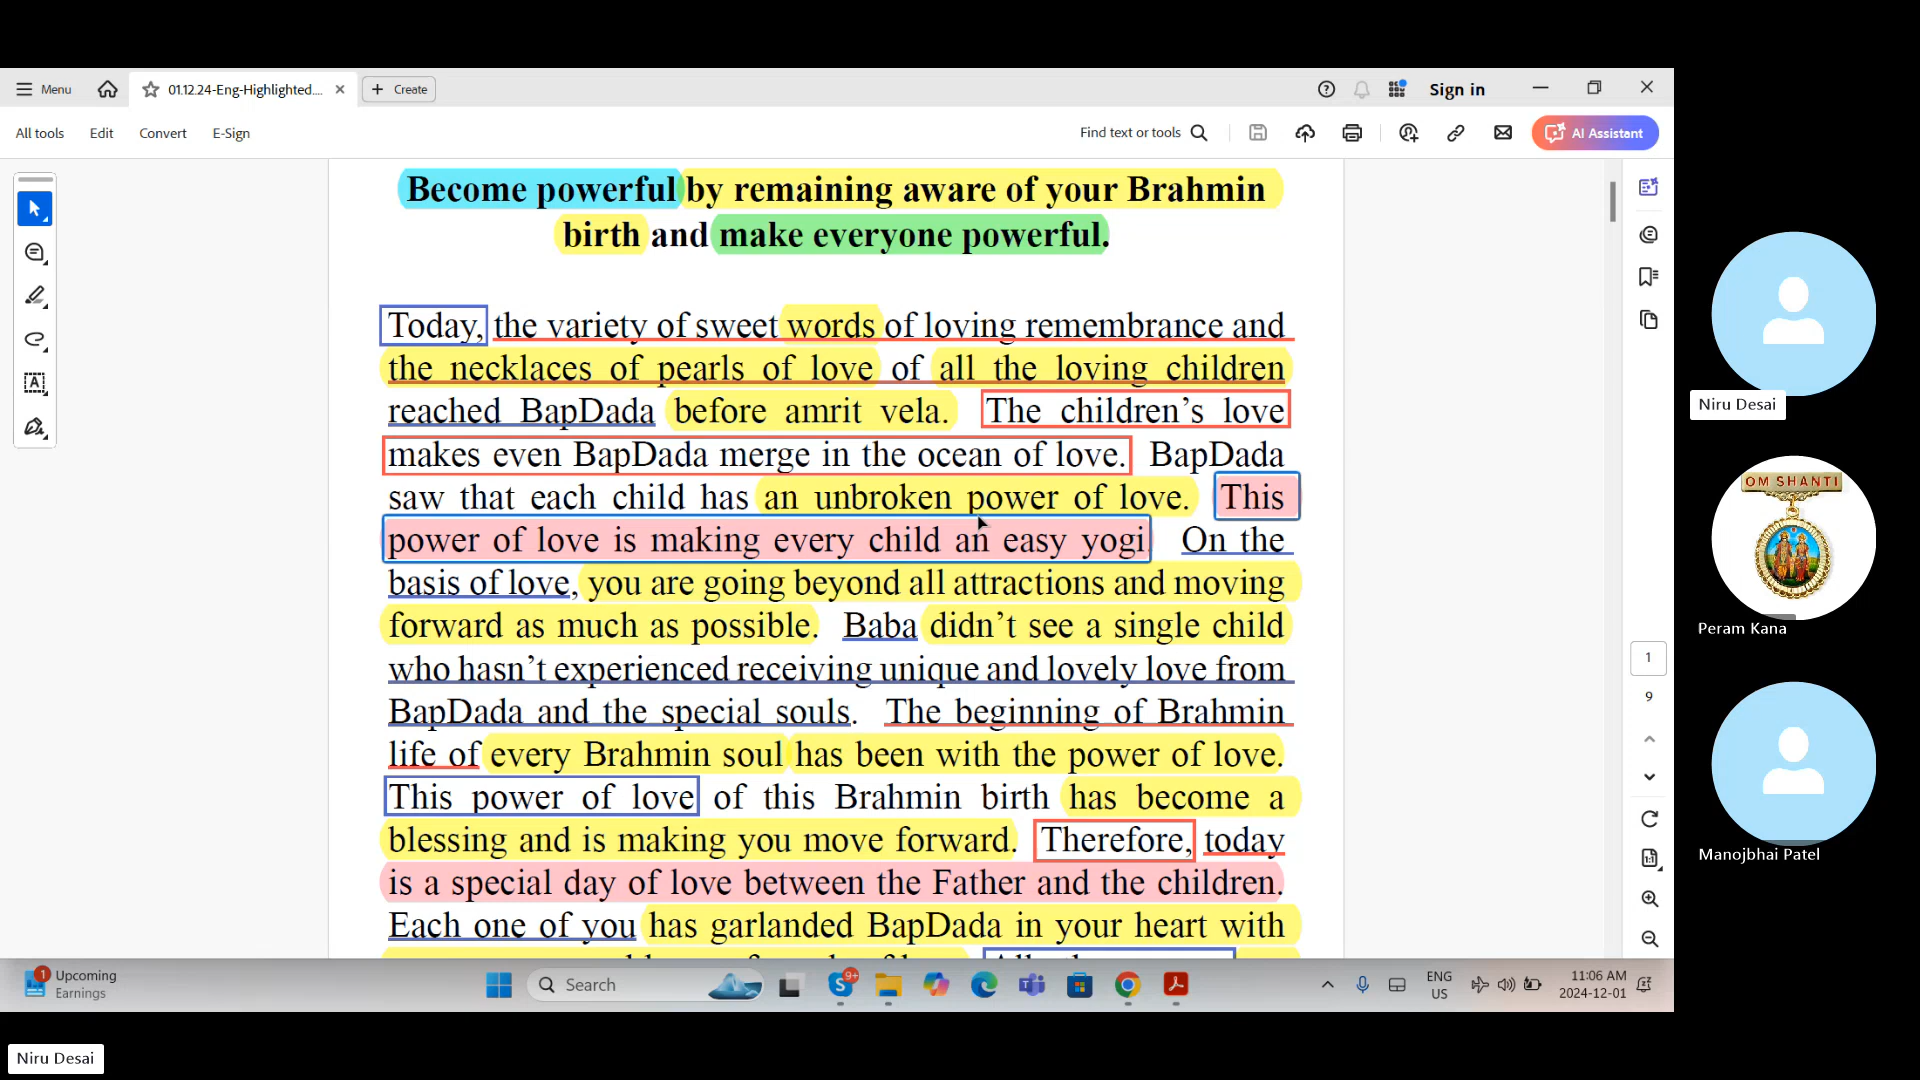 Menu
01.12.24-Eng-Highlighted....
Create
Sign in
All tools
Edit
Convert
E-Sign
Find text or tools
AI Assistant
Become powerful by remaining aware of your Brahmin
birth and make everyone powerful.
Today, the variety of sweet words of loving remembrance and
the necklaces of pearls of love of all the loving children
reached BapDada before amrit vela. The children's love
makes even BapDada merge in the ocean of love. BapDada
saw that each child has an unbroken power of love. This
power of love is making every child an easy yogi.
On the
basis of love, you are going beyond all attractions and moving
forward as much as possible. Baba didn't see a single child
who hasn't experienced receiving unique and lovely love from
BapDada and the special souls. The beginning of Brahmin
life of every Brahmin soul has been with the power of love.
This power of love of this Brahmin birth has become a
blessing and is making you move forward. Therefore, today
is a special day of love between the Father and the children.
Each one of you has garlanded BapDada in your heart with
1
9
OM SHANTI
Niru Desai
Peram Kana
Manojbhai Patel
1
Upcoming
Earnings
Search
9+
ENG
US
11:06 AM
2024-12-01
Niru Desai